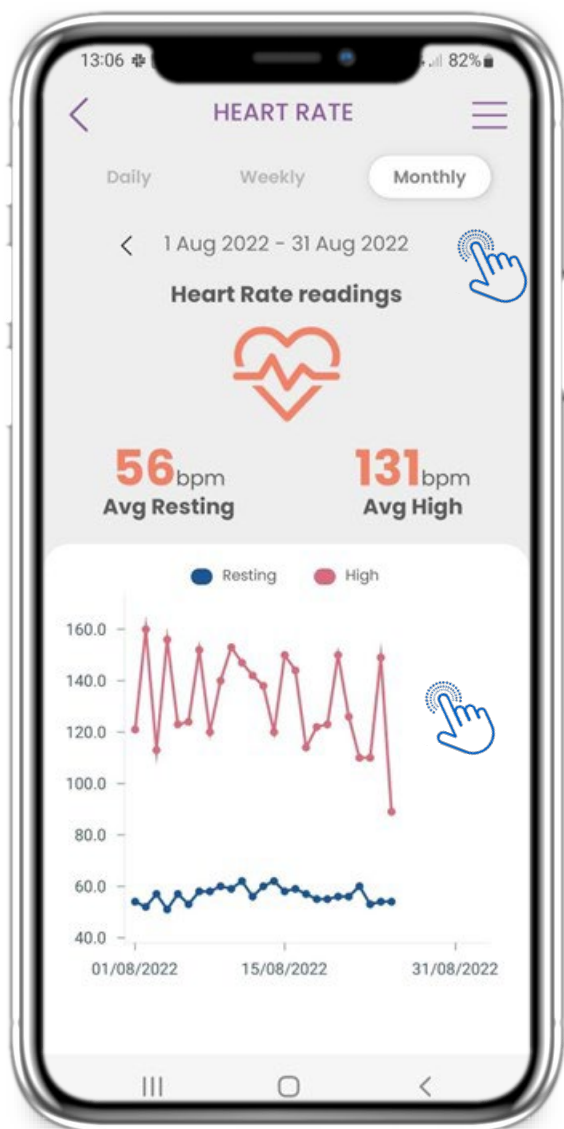 13:06 82%
HEART RATE
Daily Weekly Monthly
1 Aug 2022 - 31 Aug 2022
Heart Rate readings
56bpm 131bpm
Avg Resting Avg High
Resting High
160.0
140.0
120.0
100.0
80.0
60.0
40.0
01/08/2022 15/08/2022 31/08/2022